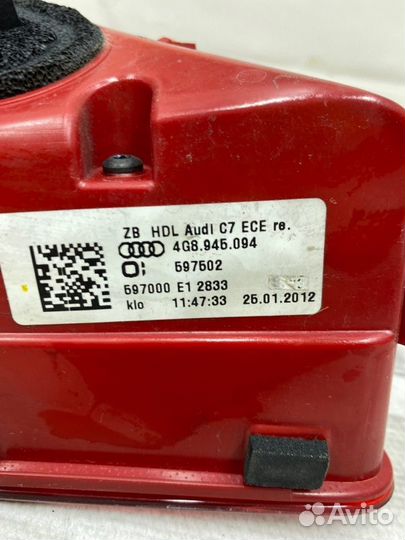 ZB HDL Audi C7 ECE re.
4G8.945.094
597502
597000 E1 2833
klo 11:47:33 25.01.2012
Avito